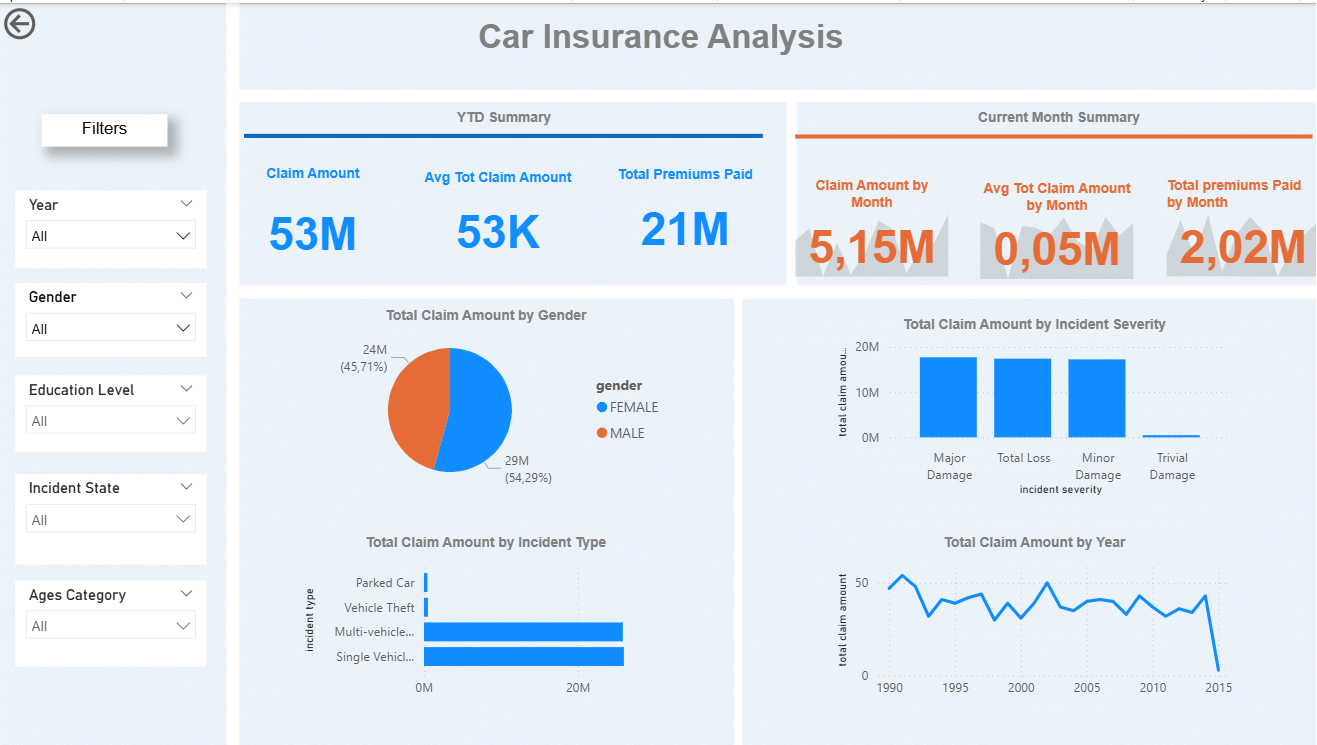 Car Insurance Analysis
Filters
Year
All
Gender
All
Education Level
All
Incident State
All
Ages Category
All
YTD Summary
Claim Amount
Avg Tot Claim Amount
Total Premiums Paid
53M
53K
21M
Current Month Summary
Claim Amount by
Month
Avg Tot Claim Amount
by Month
Total premiums Paid
by Month
5,15M
0,05M
2,02M
Total Claim Amount by Gender
24M
(45,71%)
29M
(54,29%)
gender
FEMALE
MALE
Total Claim Amount by Incident Severity
total claim amou...
20M
10M
0M
Major
Damage
Total Loss
Minor
Damage
Trivial
Damage
incident severity
Total Claim Amount by Incident Type
incident type
Parked Car
Vehicle Theft
Multi-vehicle...
Single Vehicl...
0M
20M
Total Claim Amount by Year
total claim amount
50
0
1990
1995
2000
2005
2010
2015